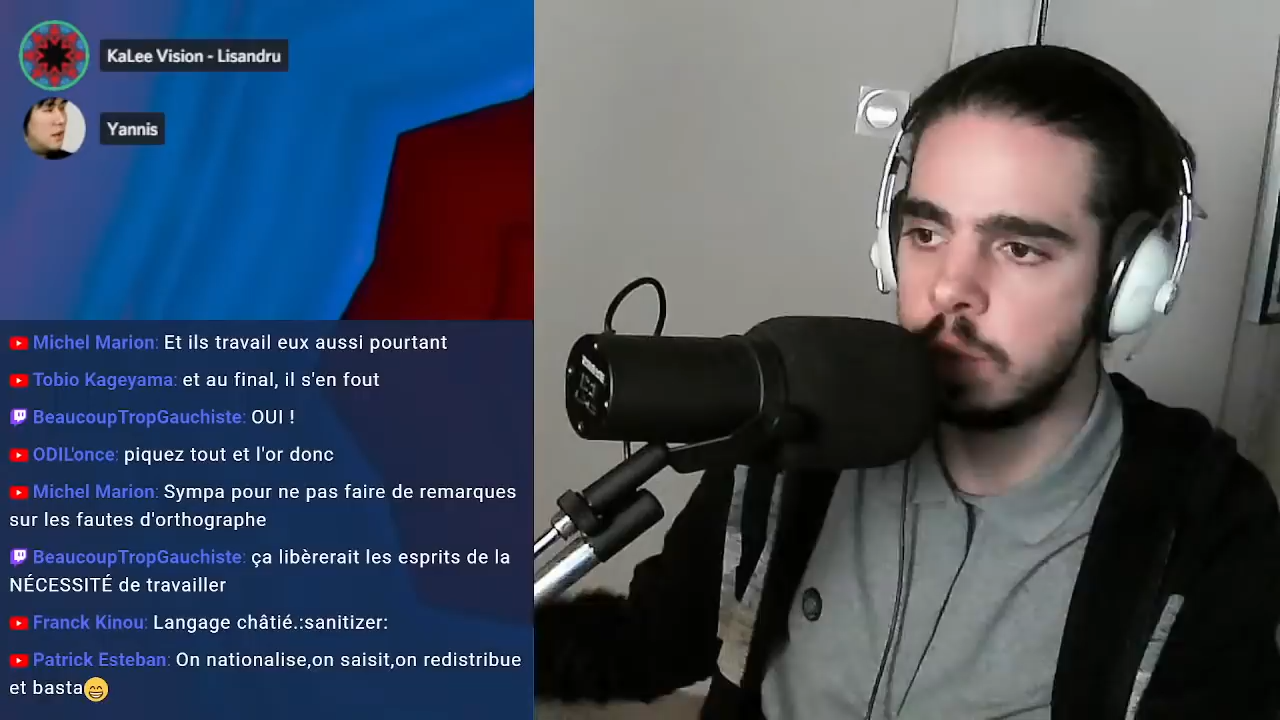 KaLee Vision - Lisandru
Yannis
Michel Marion: Et ils travail eux aussi pourtant
Tobio Kageyama: et au final, il s'en fout
BeaucoupTropGauchiste: OUI !
ODIL'once: piquez tout et l'or donc
Michel Marion: Sympa pour ne pas faire de remarques
sur les fautes d'orthographe
BeaucoupTropGauchiste: ça libèrerait les esprits de la
NÉCESSITÉ de travailler
Franck Kinou: Langage châtié.:sanitizer:
Patrick Esteban: On nationalise,on saisit,on redistribue
et basta😁